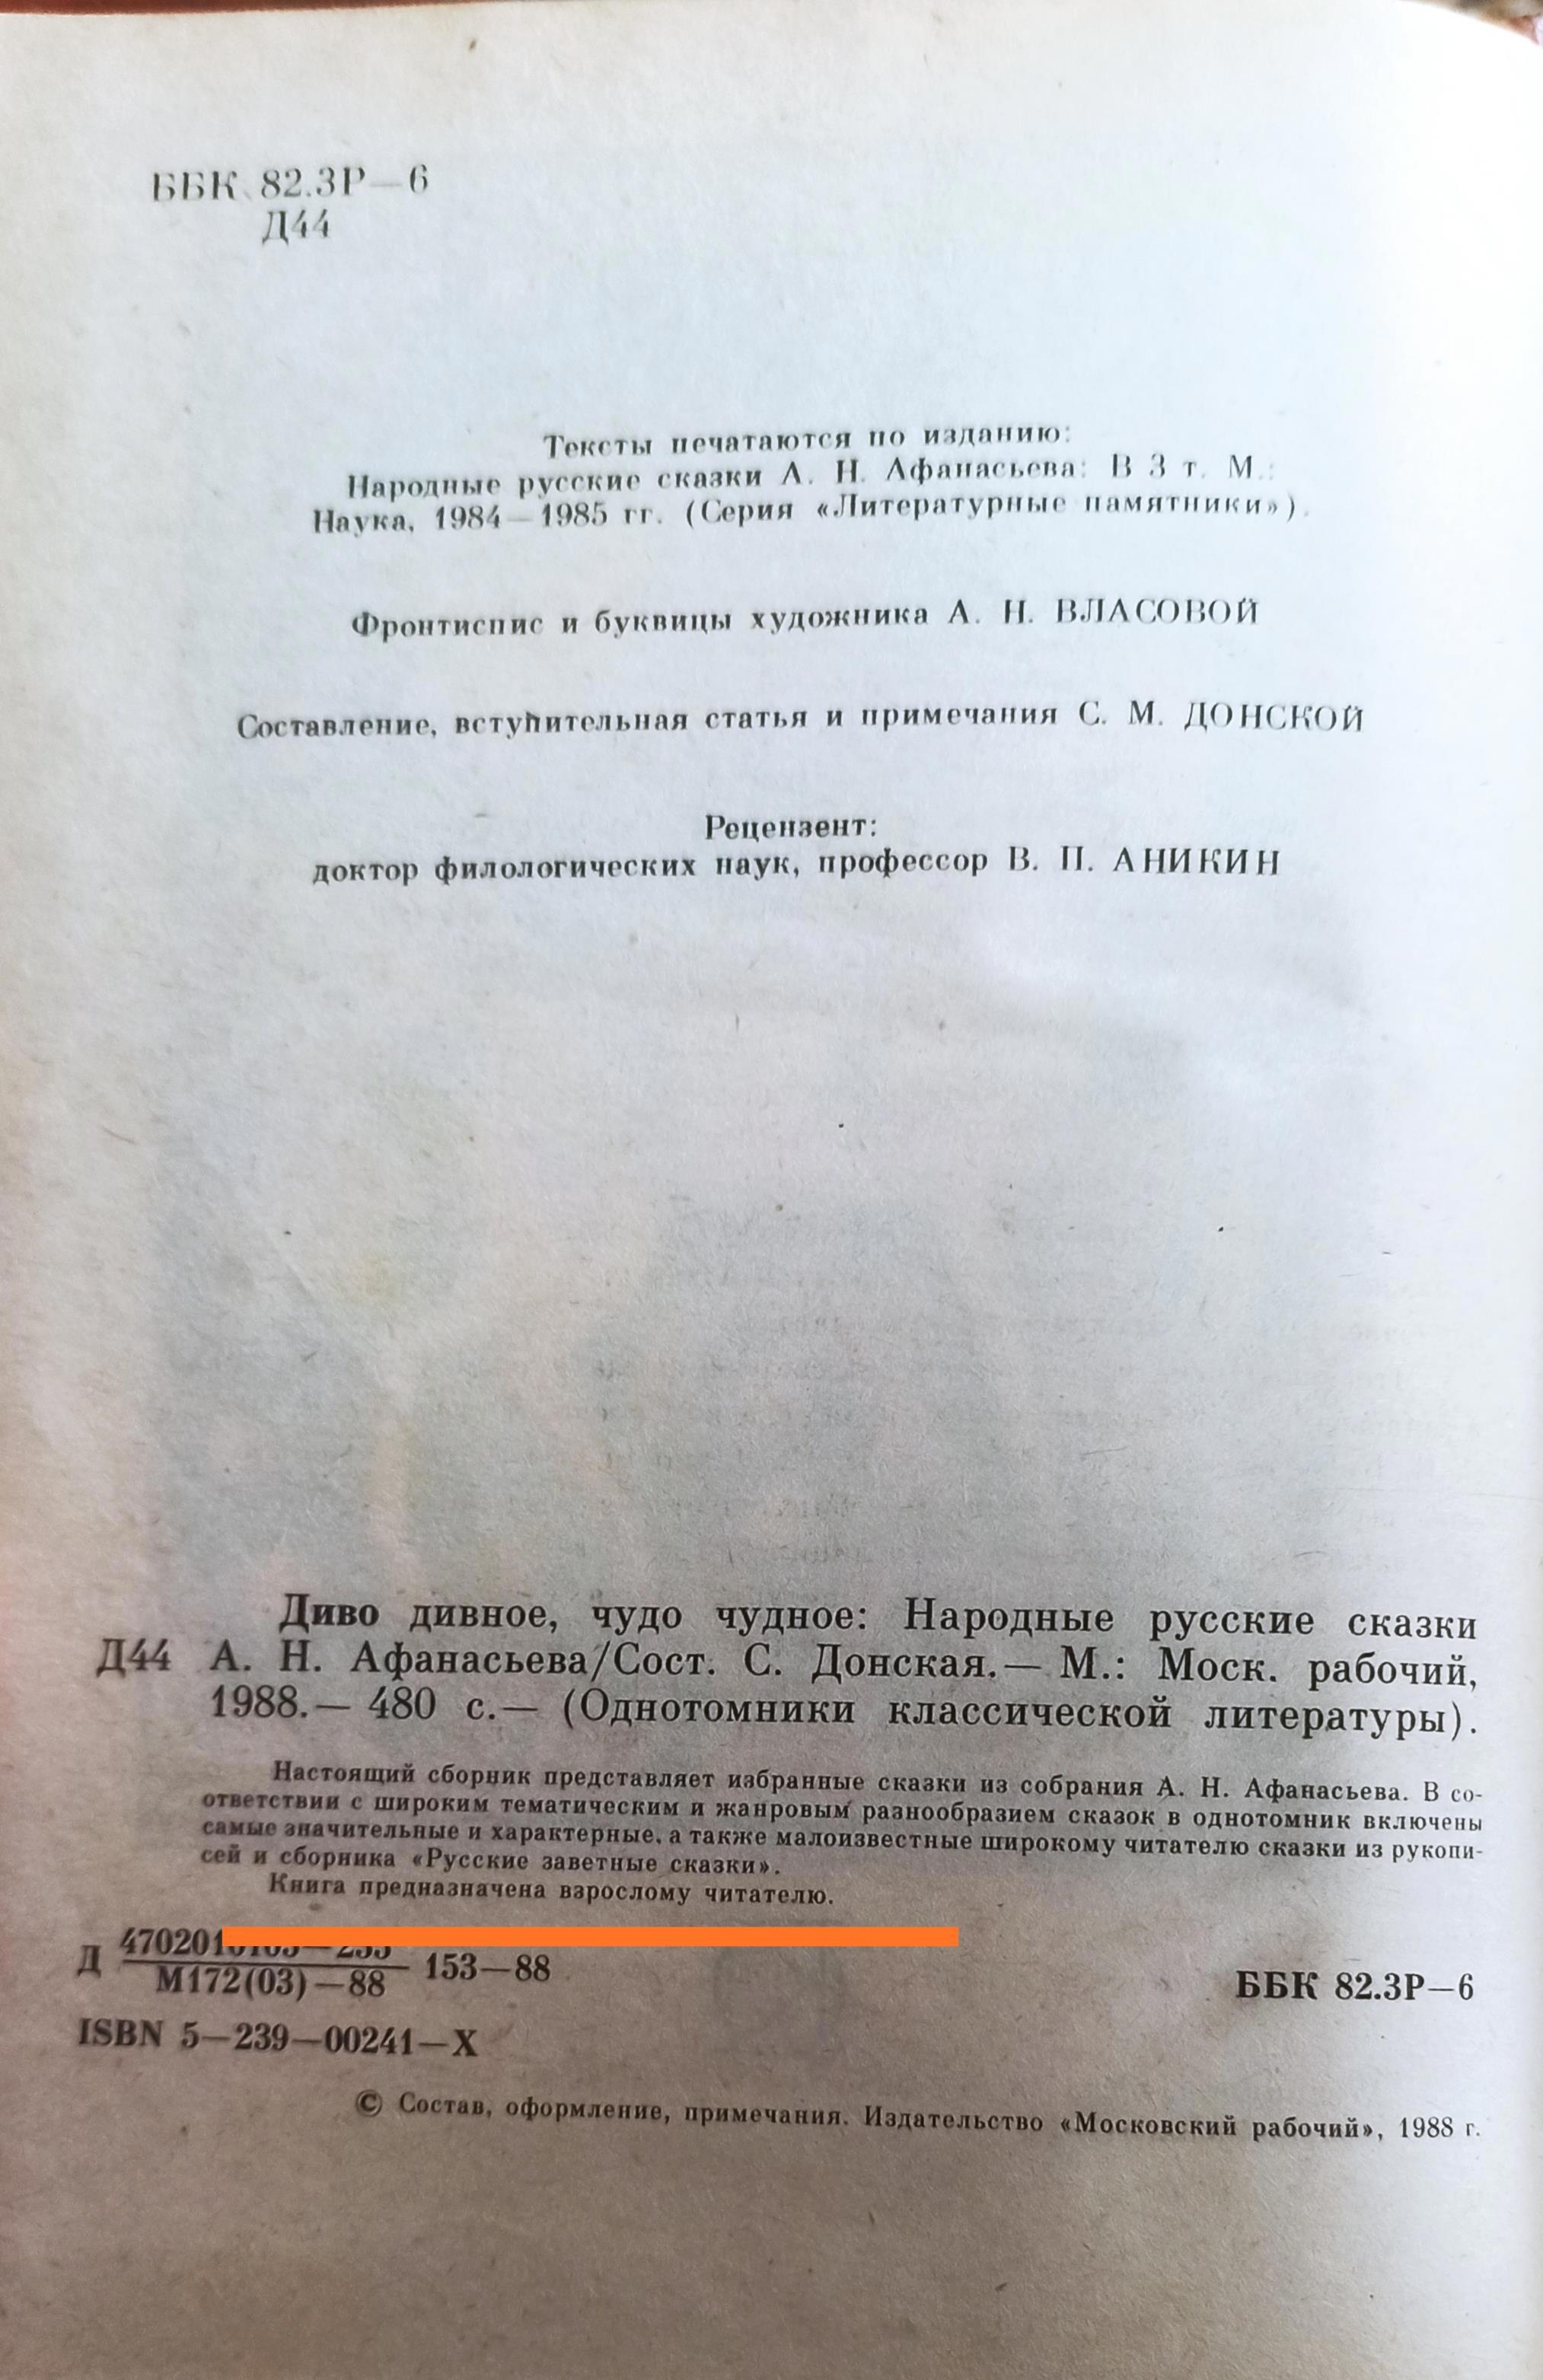 ББК 82.3Р—6
Д44
Тексты печатаются по изданию:
Народные русские сказки А. Н. Афанасьева: В 3 т. М.:
Наука, 1984—1985 гг. (Серия «Литературные памятники»).
Фронтиспис и буквицы художника А. Н. ВЛАСОВОЙ
Составление, вступительная статья и примечания С. М. ДОНСКОЙ
Рецензент:
доктор филологических наук, профессор В. П. АНИКИН
Диво дивное, чудо чудное: Народные русские сказки
Д44 А. Н. Афанасьева/Сост. С. Донская.— М.: Моск. рабочий,
1988.— 480 с.— (Однотомники классической литературы).
Настоящий сборник представляет избранные сказки из собрания А. Н. Афанасьева. В со-
ответствии с широким тематическим и жанровым разнообразием сказок в однотомник включены
самые значительные и характерные, а также малоизвестные широкому читателю сказки из рукопи-
сей и сборника «Русские заветные сказки».
Книга предназначена взрослому читателю.
Д
М172(03)—88 153—88
ББК 82.3Р—6
ISBN 5—239—00241—X
© Состав, оформление, примечания. Издательство «Московский рабочий», 1988 г.